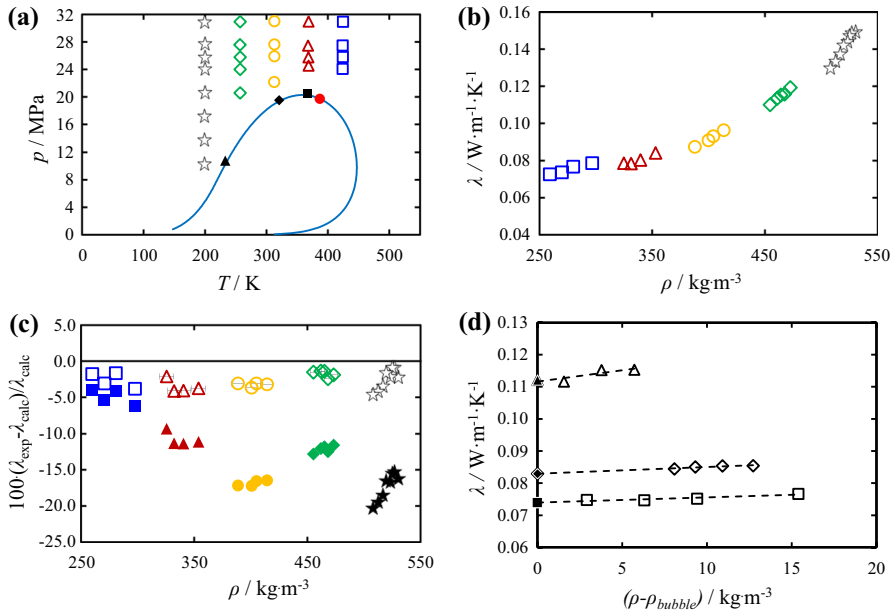 (a)
32
28
24
20
16
12
8
4
0
p / MPa
0 100 200 300 400 500
T / K
(b)
0.16
0.14
0.12
0.10
0.08
0.06
0.04
λ / W·m⁻¹·K⁻¹
250 350 450 550
ρ / kg·m⁻³
(c)
5.0
0.0
-5.0
-10.0
-15.0
-20.0
-25.0
100·(λexp-λcalc)/λcalc
250 350 450 550
ρ / kg·m⁻³
(d)
0.13
0.12
0.11
0.10
0.09
0.08
0.07
0.06
λ / W·m⁻¹·K⁻¹
0 5 10 15 20
(ρ-ρbubble) / kg·m⁻³